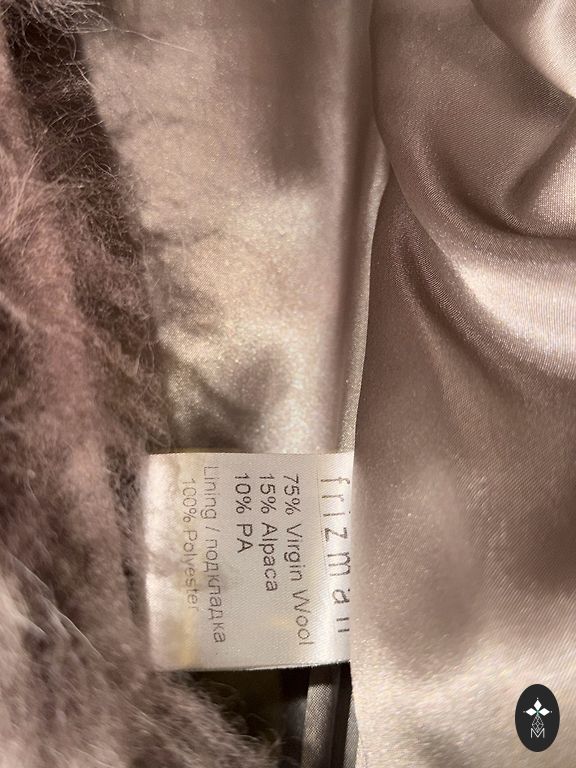 frizman
75% Virgin Wool
15% Alpaca
10% PA
Lining / подкладка
100% Polyester